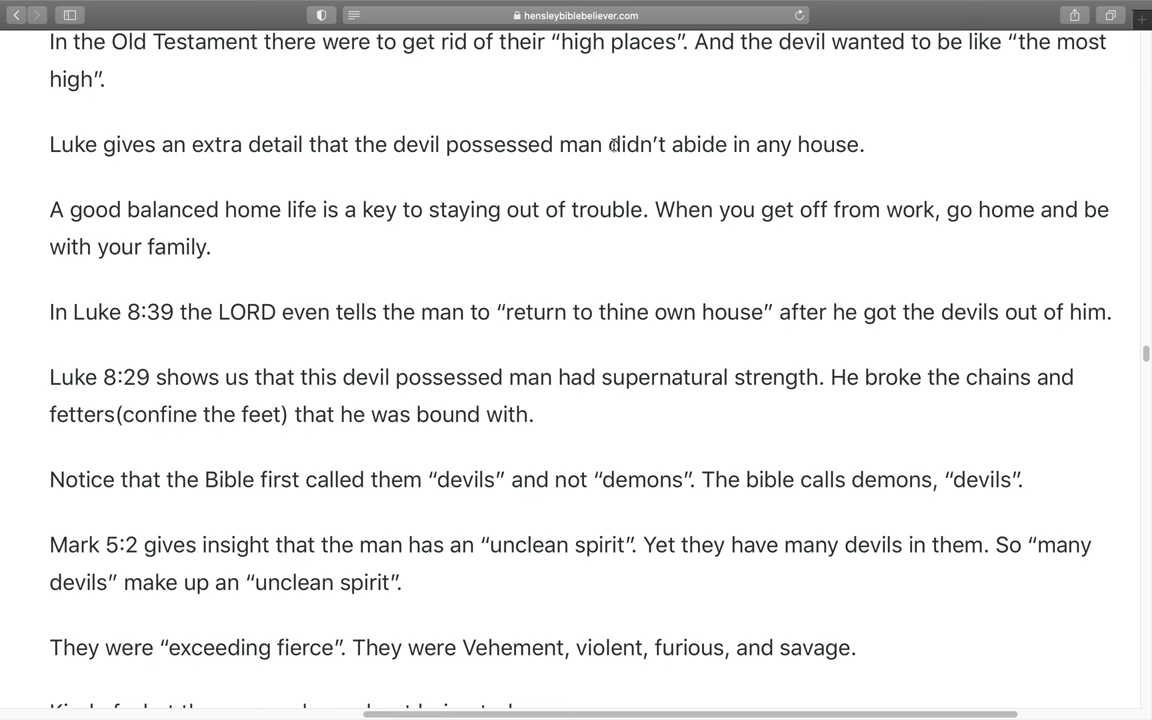 hensleybiblebeliever.com
In the Old Testament there were to get rid of their “high places”. And the devil wanted to be like “the most
high”.
Luke gives an extra detail that the devil possessed man didn’t abide in any house.
A good balanced home life is a key to staying out of trouble. When you get off from work, go home and be
with your family.
In Luke 8:39 the LORD even tells the man to “return to thine own house” after he got the devils out of him.
Luke 8:29 shows us that this devil possessed man had supernatural strength. He broke the chains and
fetters(confine the feet) that he was bound with.
Notice that the Bible first called them “devils” and not “demons”. The bible calls demons, “devils”.
Mark 5:2 gives insight that the man has an “unclean spirit”. Yet they have many devils in them. So “many
devils” make up an “unclean spirit”.
They were “exceeding fierce”. They were Vehement, violent, furious, and savage.